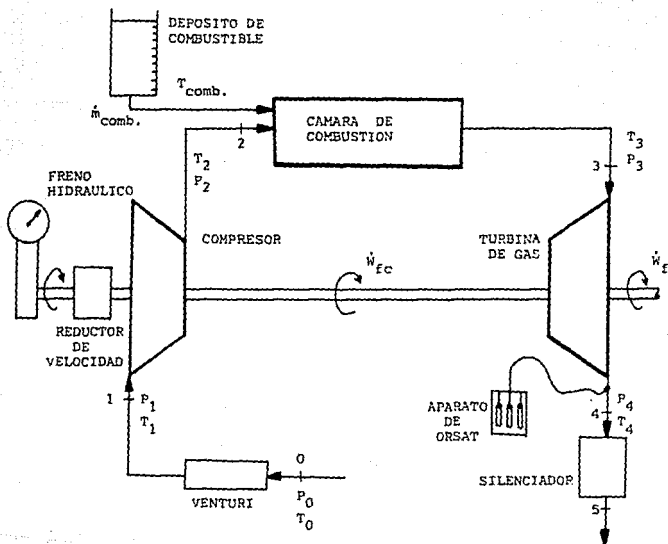 DEPOSITO DE
COMBUSTIBLE
T comb.
ṁ comb.
CAMARA DE
COMBUSTION
2
T2
P2
T3
P3
3
FRENO
HIDRAULICO
COMPRESOR
TURBINA
DE GAS
Ẇfc
Ẇf
REDUCTOR
DE
VELOCIDAD
1
P1
T1
APARATO
DE
ORSAT
4
P4
T4
0
P0
T0
VENTURI
SILENCIADOR
5